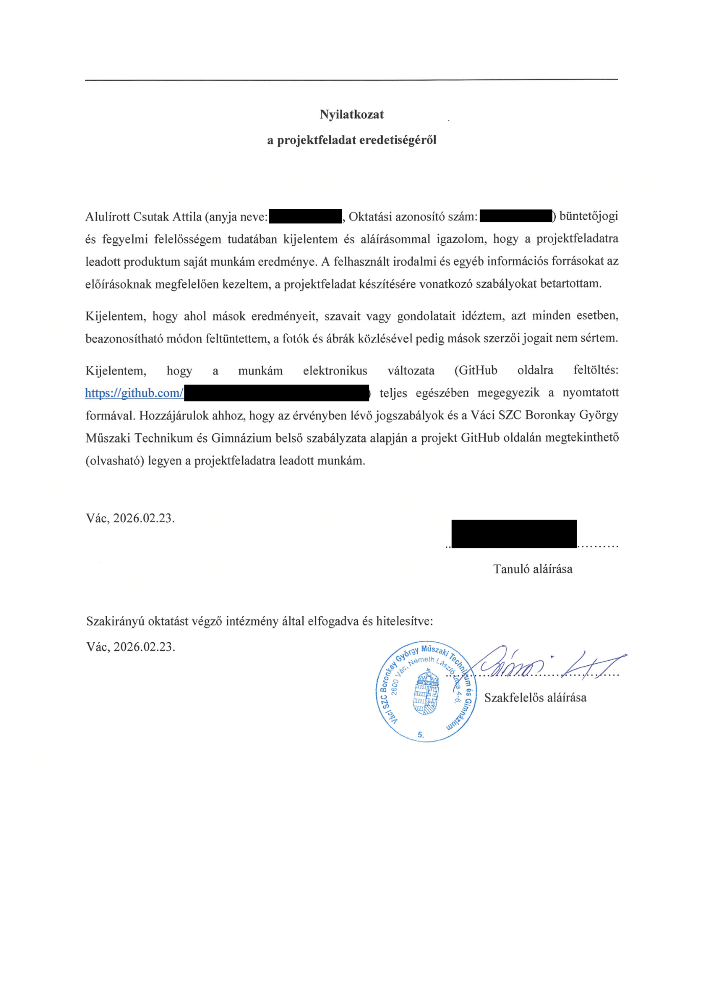 Nyilatkozat
a projektfeladat eredetiségéről
Alulírott Csutak Attila (anyja neve: , Oktatási azonosító szám: ) büntetőjogi
és fegyelmi felelősségem tudatában kijelentem és aláírásommal igazolom, hogy a projektfeladatra
leadott produktum saját munkám eredménye. A felhasznált irodalmi és egyéb információs forrásokat az
előírásoknak megfelelően kezeltem, a projektfeladat készítésére vonatkozó szabályokat betartottam.
Kijelentem, hogy ahol mások eredményeit, szavait vagy gondolatait idéztem, azt minden esetben,
beazonosítható módon feltüntettem, a fotók és ábrák közlésével pedig mások szerzői jogait nem sértem.
Kijelentem, hogy a munkám elektronikus változata (GitHub oldalra feltöltés:
https://github.com/ ) teljes egészében megegyezik a nyomtatott
formával. Hozzájárulok ahhoz, hogy az érvényben lévő jogszabályok és a Váci SZC Boronkay György
Műszaki Technikum és Gimnázium belső szabályzata alapján a projekt GitHub oldalán megtekinthető
(olvasható) legyen a projektfeladatra leadott munkám.
Vác, 2026.02.23.
Tanuló aláírása
Szakirányú oktatást végző intézmény által elfogadva és hitelesítve:
Vác, 2026.02.23.
Váci SZC Boronkay György Műszaki Technikum és Gimnázium
2600 Vác, Németh László utca 4-6.
5.
Szakfelelős aláírása